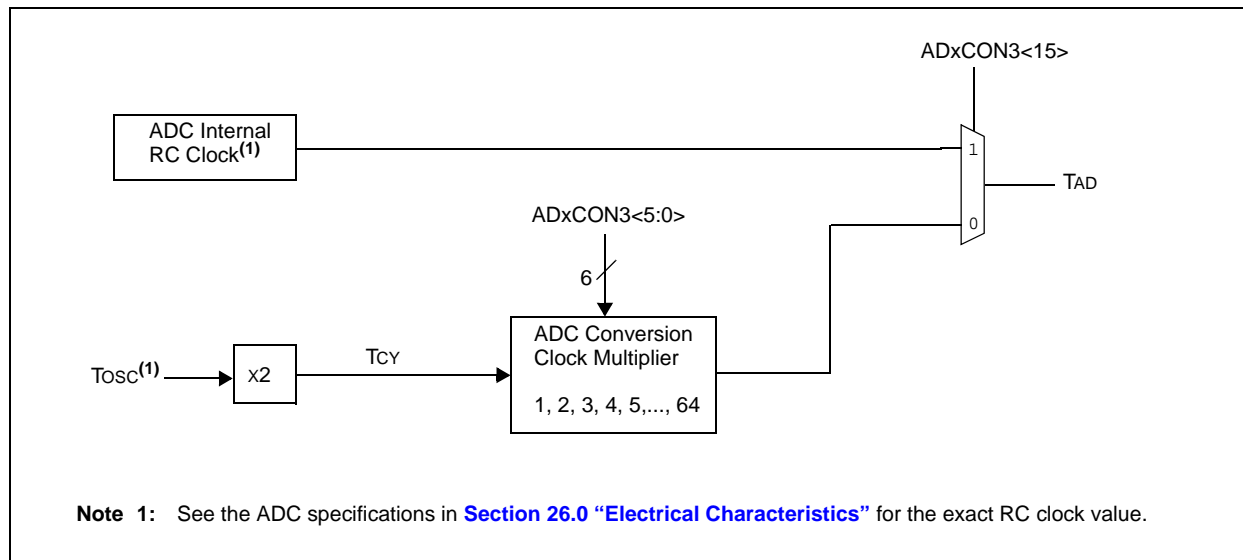 ADxCON3<15>
ADC Internal
RC Clock(1)
1
TAD
ADxCON3<5:0>
0
6
ADC Conversion
Clock Multiplier
TOSC(1)
X2
TCY
1, 2, 3, 4, 5,..., 64
Note 1: See the ADC specifications in Section 26.0 “Electrical Characteristics” for the exact RC clock value.